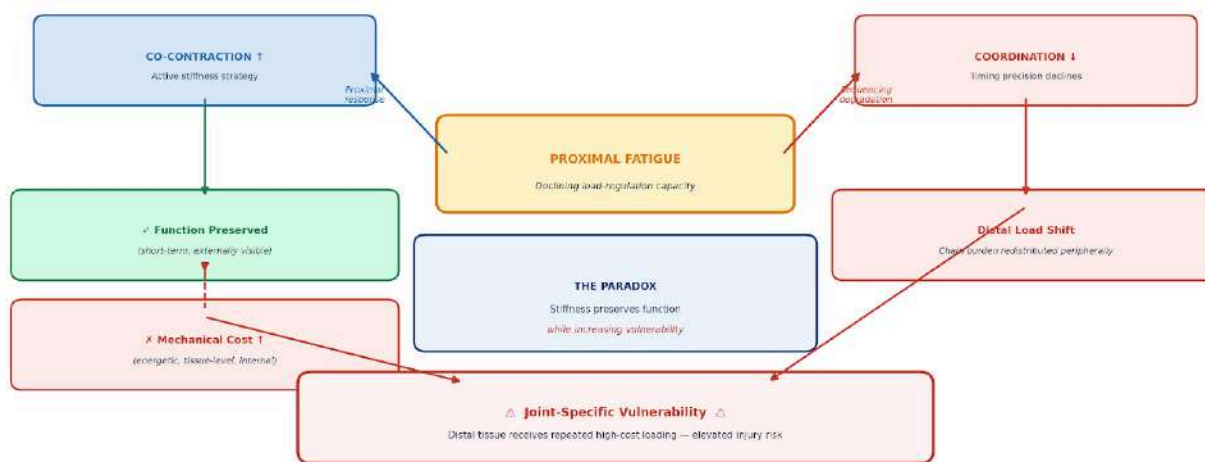 CO-CONTRACTION ↑
Active stiffness strategy
Proximal
response
COORDINATION ↓
Timing precision declines
Sequencing
degradation
PROXIMAL FATIGUE
Declining load-regulation capacity
✓ Function Preserved
(short-term, externally visible)
Distal Load Shift
Chain burden redistributed peripherally
THE PARADOX
Stiffness preserves function
while increasing vulnerability
✗ Mechanical Cost ↑
(energetic, tissue-level, internal)
⚠ Joint-Specific Vulnerability ⚠
Distal tissue receives repeated high-cost loading — elevated injury risk